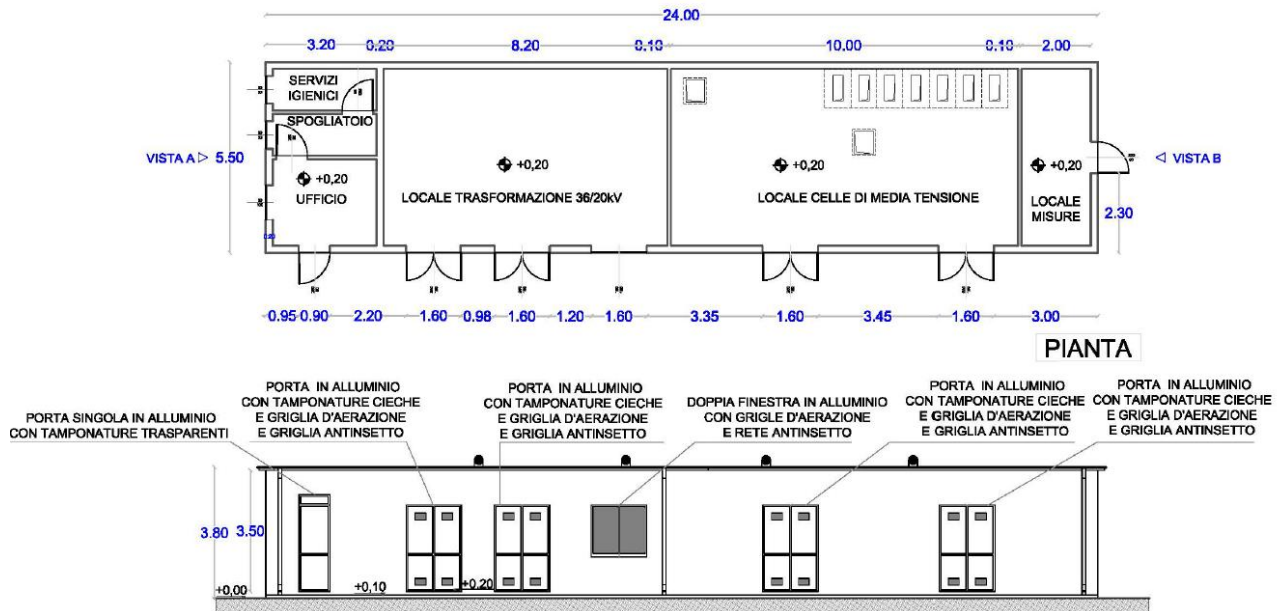 24.00
3.20 0.20 8.20 0.10 10.00 0.10 2.00
SERVIZI
IGIENICI
SPOGLIATOIO
VISTA A 5.50
VISTA B
+0,20 +0,20 +0,20 +0,20
UFFICIO
LOCALE TRASFORMAZIONE 36/20kV
LOCALE CELLE DI MEDIA TENSIONE
LOCALE
MISURE
2.30
0.95 0.90 2.20 1.60 0.98 1.60 1.20 1.60 3.35 1.60 3.45 1.60 3.00
PIANTA
PORTA SINGOLA IN ALLUMINIO
CON TAMPONATURE TRASPARENTI
PORTA IN ALLUMINIO
CON TAMPONATURE CIECHE
E GRIGLIA D'AERAZIONE
E GRIGLIA ANTINSETTO
PORTA IN ALLUMINIO
CON TAMPONATURE CIECHE
E GRIGLIA D'AERAZIONE
E GRIGLIA ANTINSETTO
DOPPIA FINESTRA IN ALLUMINIO
CON GRIGLE D'AERAZIONE
E RETE ANTINSETTO
PORTA IN ALLUMINIO
CON TAMPONATURE CIECHE
E GRIGLIA D'AERAZIONE
E GRIGLIA ANTINSETTO
PORTA IN ALLUMINIO
CON TAMPONATURE CIECHE
E GRIGLIA D'AERAZIONE
E GRIGLIA ANTINSETTO
3.80 3.50
+0,00
+0,10
+0,20